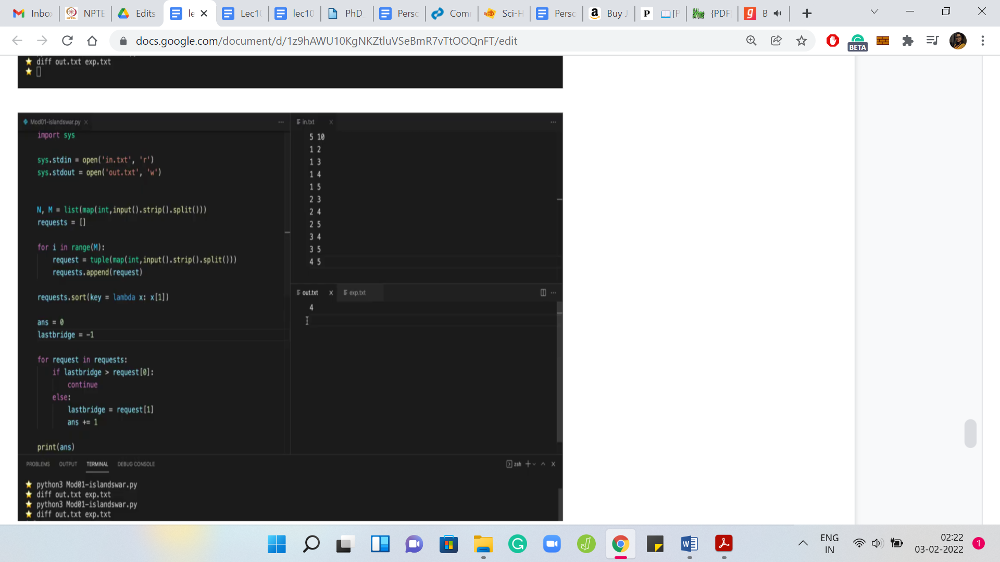 Inbo
NPTE
Edits
le
Lec10
lec10
PhD_
Perso
Com
Sci-H
Perso
Buy J
[P
{PDF
B
docs.google.com/document/d/1z9hAWU10KgNKZtluVSeBmR7vTtOOQnFT/edit
BETA
diff out.txt exp.txt
Mod01-islandswar.py
import sys
sys.stdin = open('in.txt', 'r')
sys.stdout = open('out.txt', 'w')
N, M = list(map(int,input().strip().split()))
requests = []
for i in range(M):
request = tuple(map(int,input().strip().split()))
requests.append(request)
requests.sort(key = lambda x: x[1])
ans = 0
lastbridge = -1
for request in requests:
if lastbridge > request[0]:
continue
else:
lastbridge = request[1]
ans += 1
print(ans)
in.txt
5 10
1 2
1 3
1 4
1 5
2 3
2 4
2 5
3 4
3 5
4 5
out.txt
exp.txt
4
PROBLEMS OUTPUT TERMINAL DEBUG CONSOLE
zsh
python3 Mod01-islandswar.py
diff out.txt exp.txt
python3 Mod01-islandswar.py
diff out.txt exp.txt
ENG
IN
02:22
03-02-2022
1